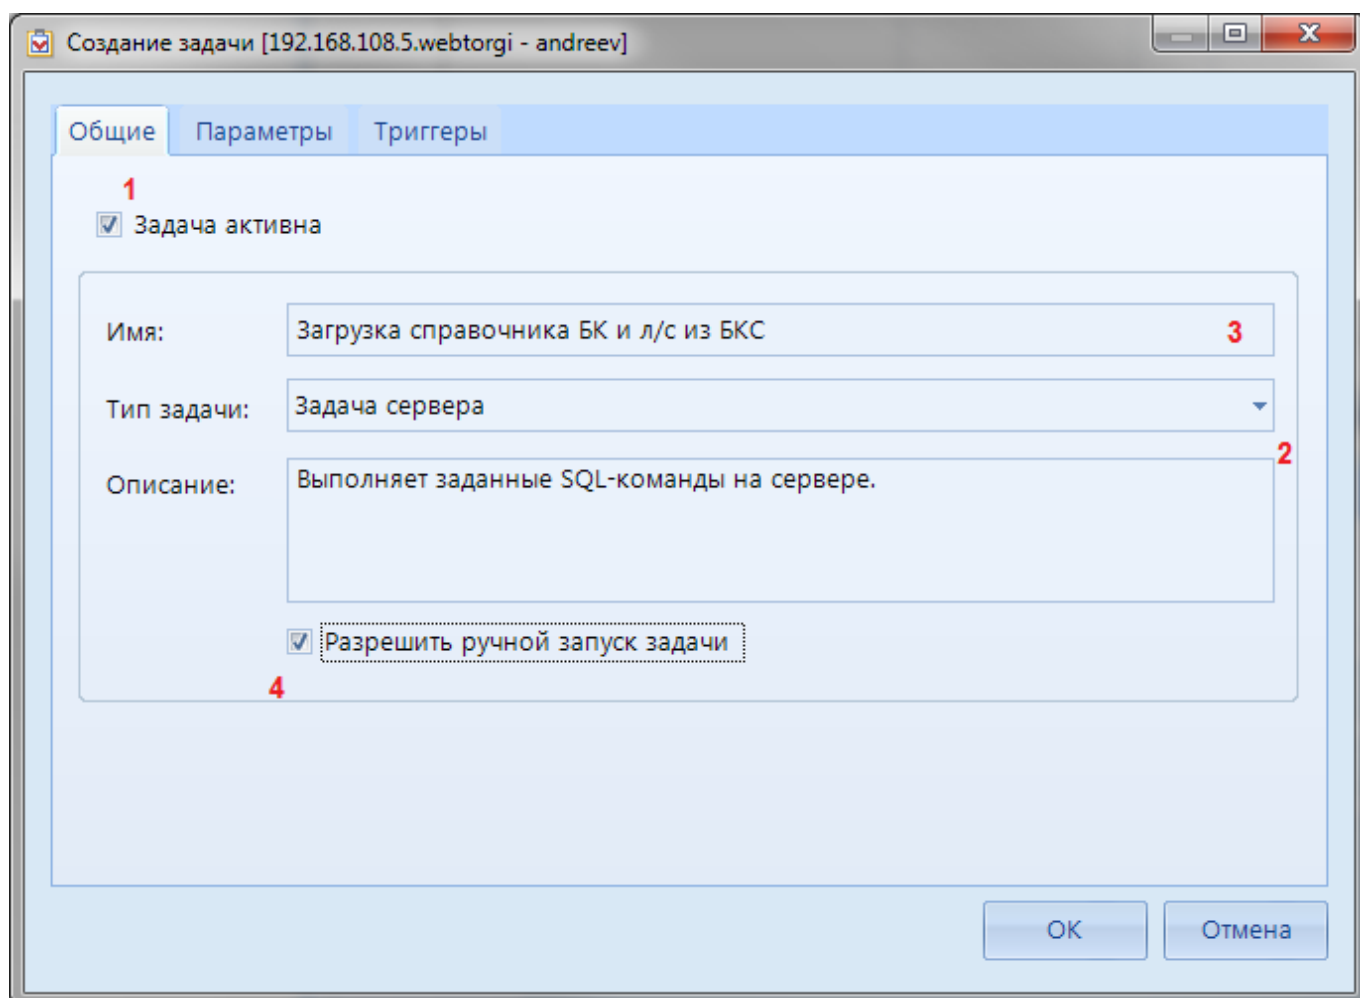 Создание задачи [192.168.108.5.webtorgi - andreev]
Общие Параметры Триггеры
1
Задача активна
Имя: Загрузка справочника БК и л/с из БКС 3
Тип задачи: Задача сервера
2
Описание: Выполняет заданные SQL-команды на сервере.
Разрешить ручной запуск задачи
4
ОК Отмена